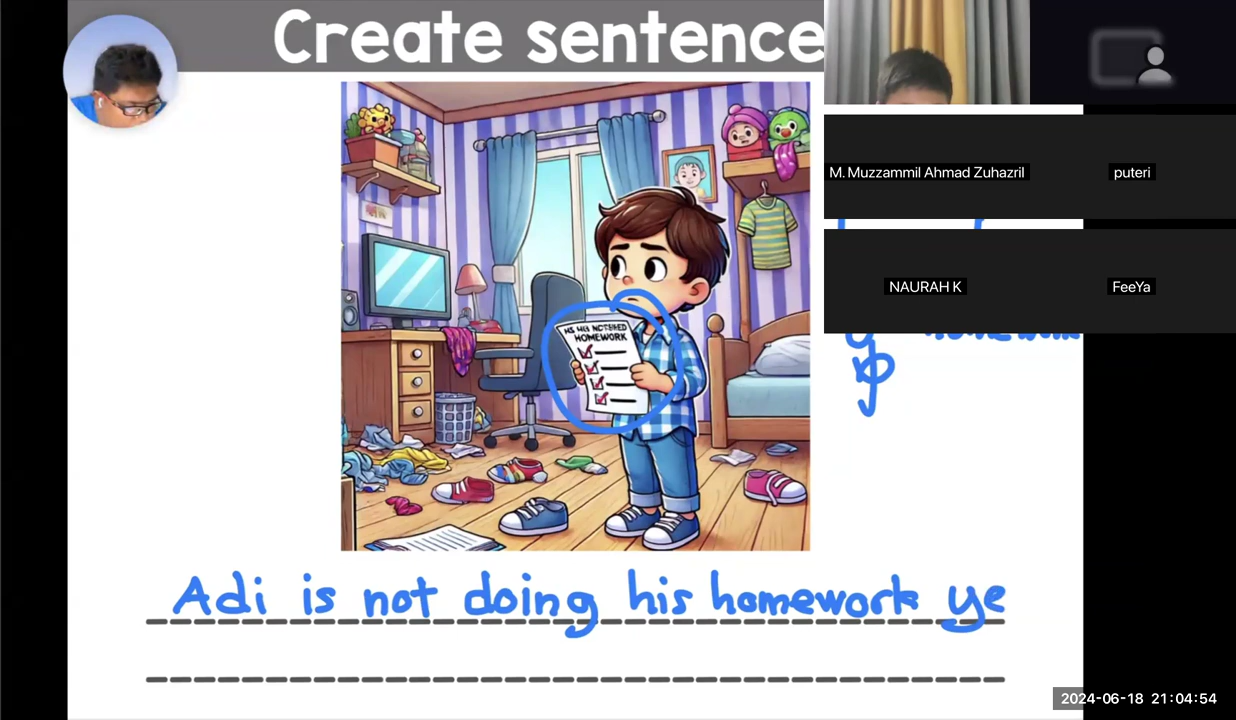 Create sentence
M. Muzzammil Ahmad Zuhazril
puteri
NAURAH K
FeeYa
HOMEWORK
Adi is not doing his homework ye
2024-06-18 21:04:54